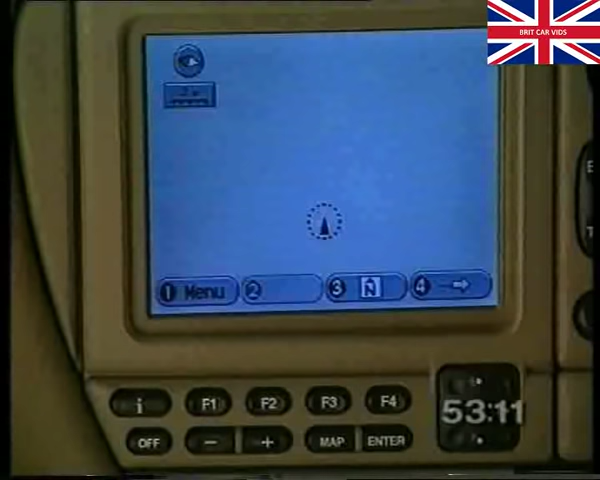 BRIT CAR VIDS
1 Menu
2
3 N
4
i F1 F2 F3 F4
53:11
OFF − + MAP ENTER